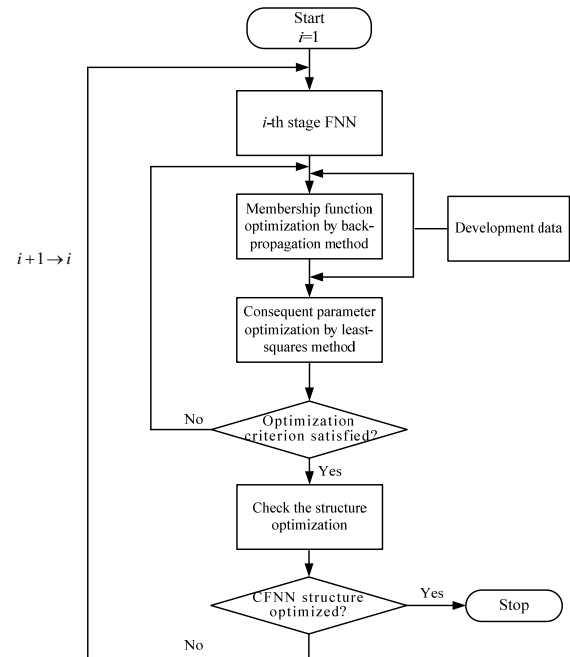 Start
i=1
i-th stage FNN
Membership function
optimization by back-
propagation method
Development data
i+1→i
Consequent parameter
optimization by least-
squares method
No
Optimization
criterion satisfied?
Yes
Check the structure
optimization
CFNN structure
optimized?
Yes
Stop
No